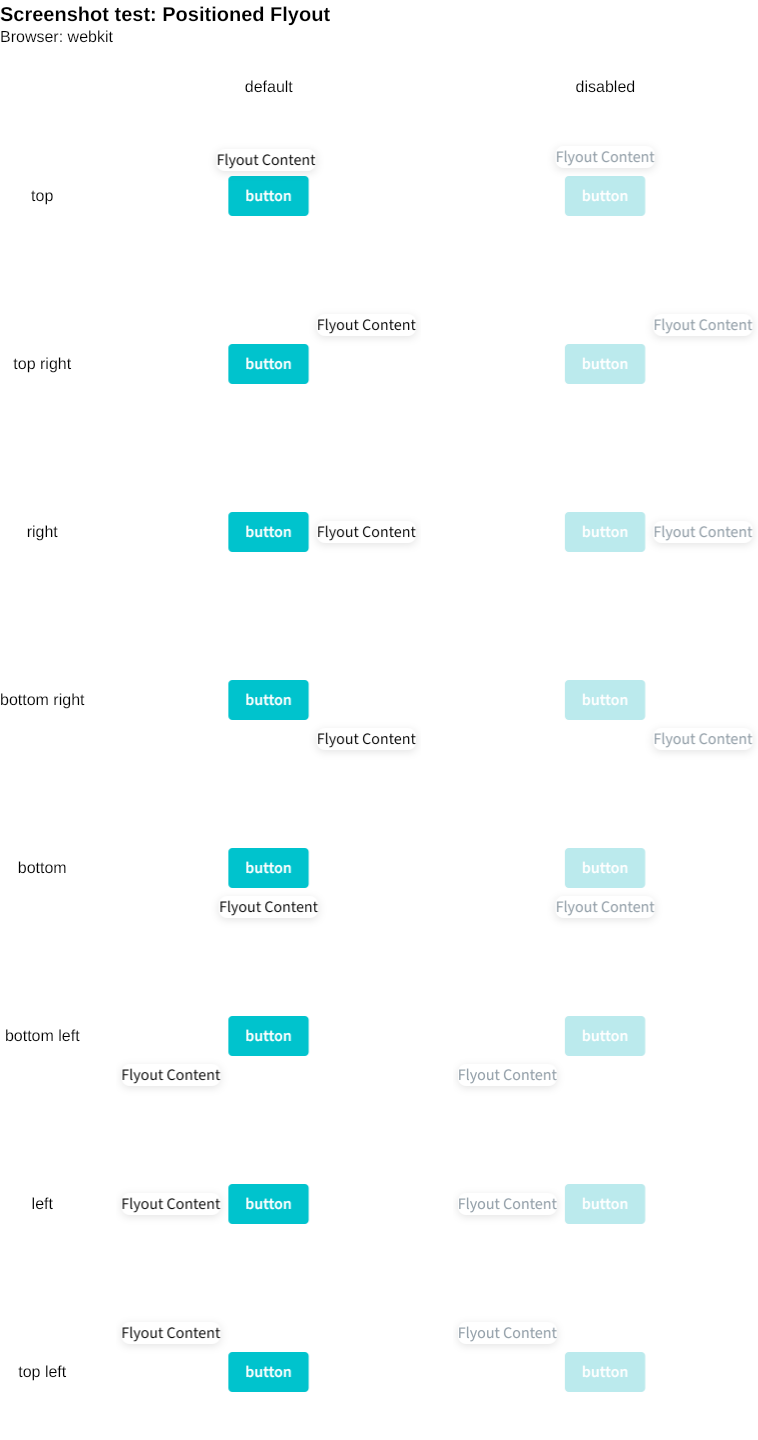 Screenshot test: Positioned Flyout
Browser: webkit
default disabled
Flyout Content Flyout Content
top button button
Flyout Content Flyout Content
top right button button
right button Flyout Content button Flyout Content
bottom right button button
Flyout Content Flyout Content
bottom button button
Flyout Content Flyout Content
bottom left button button
Flyout Content Flyout Content
left Flyout Content button Flyout Content button
Flyout Content Flyout Content
top left button button